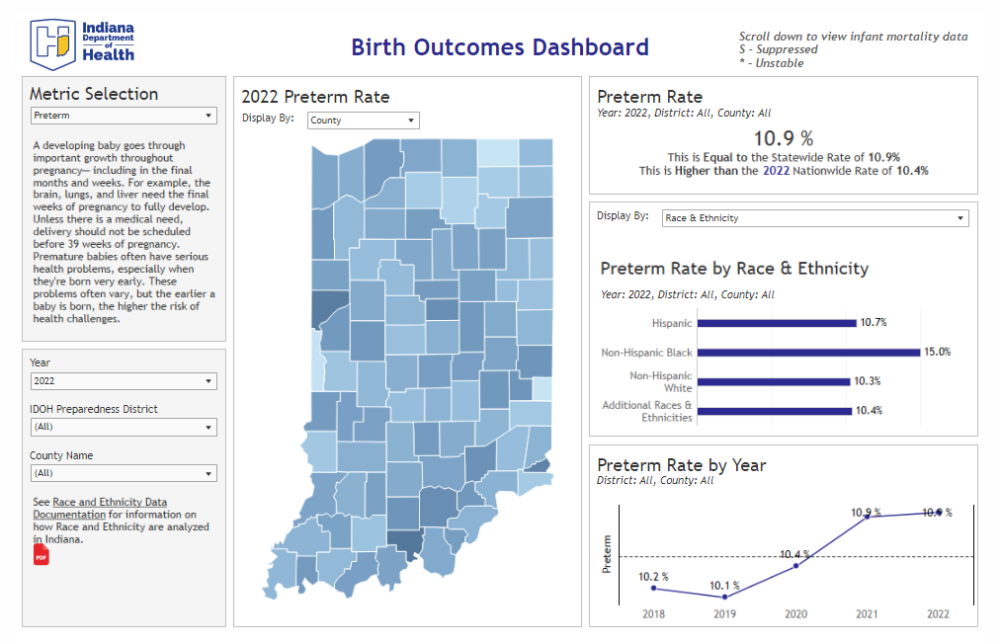 Indiana
Department
of
Health
Birth Outcomes Dashboard
Scroll down to view infant mortality data
S - Suppressed
* - Unstable
Metric Selection
Preterm
A developing baby goes through
important growth throughout
pregnancy— including in the final
months and weeks. For example, the
brain, lungs, and liver need the final
weeks of pregnancy to fully develop.
Unless there is a medical need,
delivery should not be scheduled
before 39 weeks of pregnancy.
Premature babies often have serious
health problems, especially when
they're born very early. These
problems often vary, but the earlier a
baby is born, the higher the risk of
health challenges.
Year
2022
IDOH Preparedness District
(All)
County Name
(All)
See Race and Ethnicity Data
Documentation for information on
how Race and Ethnicity are analyzed
in Indiana.
PDF
2022 Preterm Rate
Display By:
County
Preterm Rate
Year: 2022, District: All, County: All
10.9 %
This is Equal to the Statewide Rate of 10.9%
This is Higher than the 2022 Nationwide Rate of 10.4%
Display By:
Race & Ethnicity
Preterm Rate by Race & Ethnicity
Year: 2022, District: All, County: All
Hispanic
10.7%
Non-Hispanic Black
15.0%
Non-Hispanic
White
10.3%
Additional Races &
Ethnicities
10.4%
Preterm Rate by Year
District: All, County: All
Preterm
10.2 %
10.1 %
10.4 %
10.9 %
10.9 %
2018
2019
2020
2021
2022